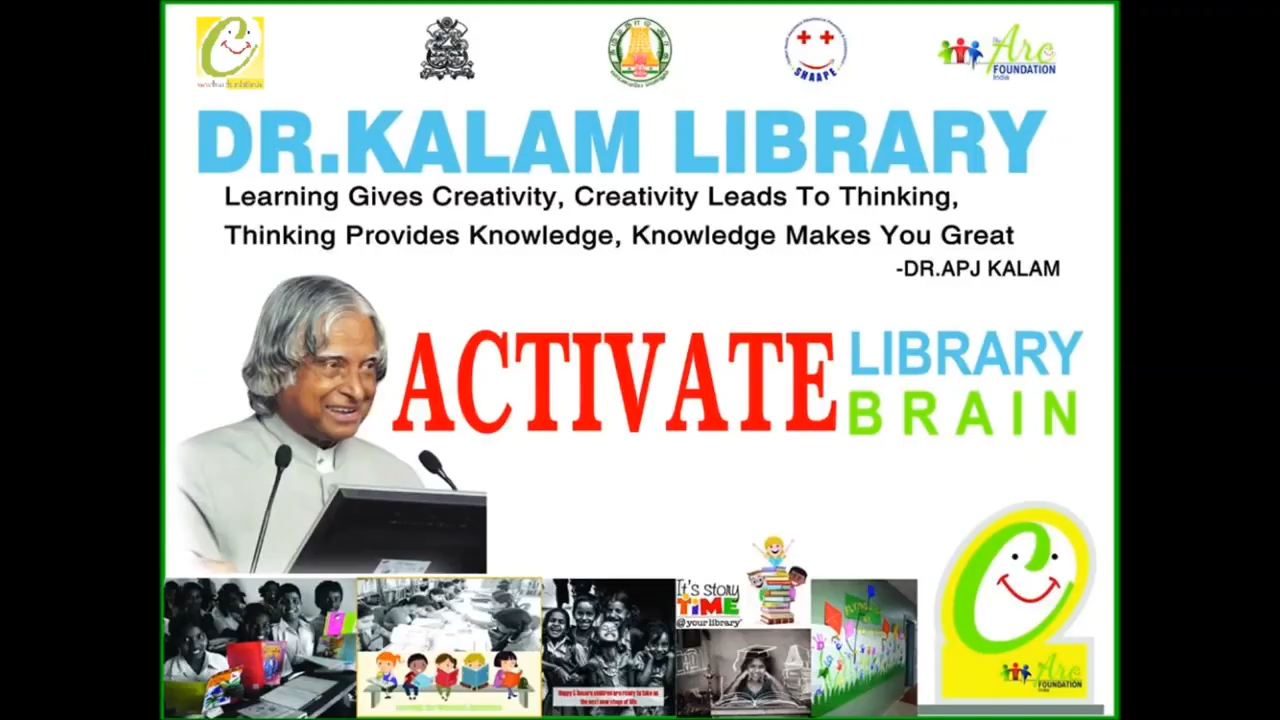 SHAAPE
The
Arc
FOUNDATION
India
DR.KALAM LIBRARY
Learning Gives Creativity, Creativity Leads To Thinking,
Thinking Provides Knowledge, Knowledge Makes You Great
-DR.APJ KALAM
ACTIVATE LIBRARY
BRAIN
It's story
TiME
@your library
Arc
FOUNDATION
India